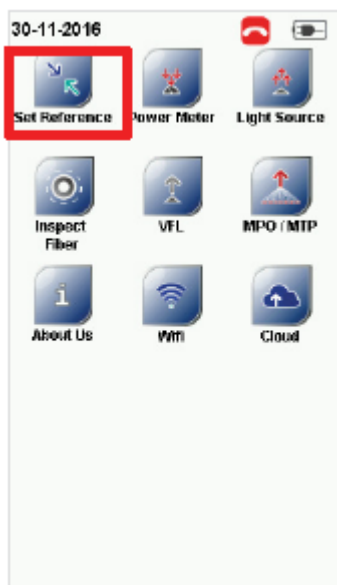 30-11-2016
Set Reference
Power Meter
Light Source
Inspect
Fiber
VFL
MPO / MTP
i
About Us
Wifi
Cloud